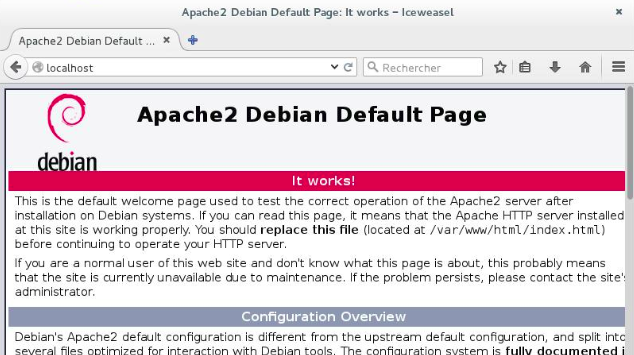 Apache2 Debian Default Page: It works - Iceweasel
Apache2 Debian Default ...
localhost
Rechercher
debian
Apache2 Debian Default Page
It works!
This is the default welcome page used to test the correct operation of the Apache2 server after
installation on Debian systems. If you can read this page, it means that the Apache HTTP server installed
at this site is working properly. You should replace this file (located at /var/www/html/index.html)
before continuing to operate your HTTP server.
If you are a normal user of this web site and don't know what this page is about, this probably means
that the site is currently unavailable due to maintenance. If the problem persists, please contact the site's
administrator.
Configuration Overview
Debian's Apache2 default configuration is different from the upstream default configuration, and split into
several files optimized for interaction with Debian tools. The configuration system is fully documented i